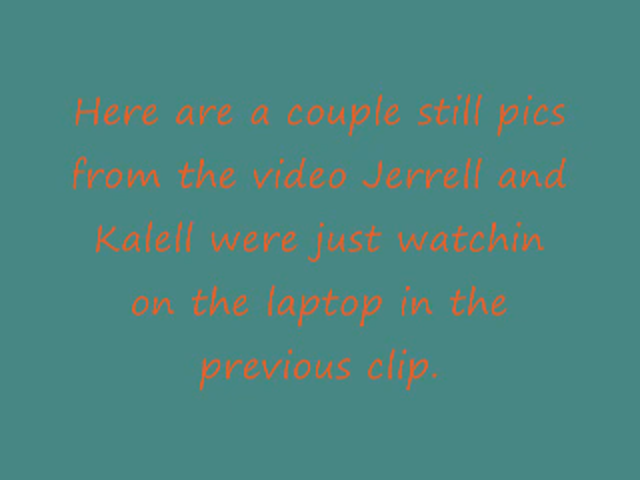 Here are a couple still pics
from the video Jerrell and
Kalell were just watchin
on the laptop in the
previous clip.